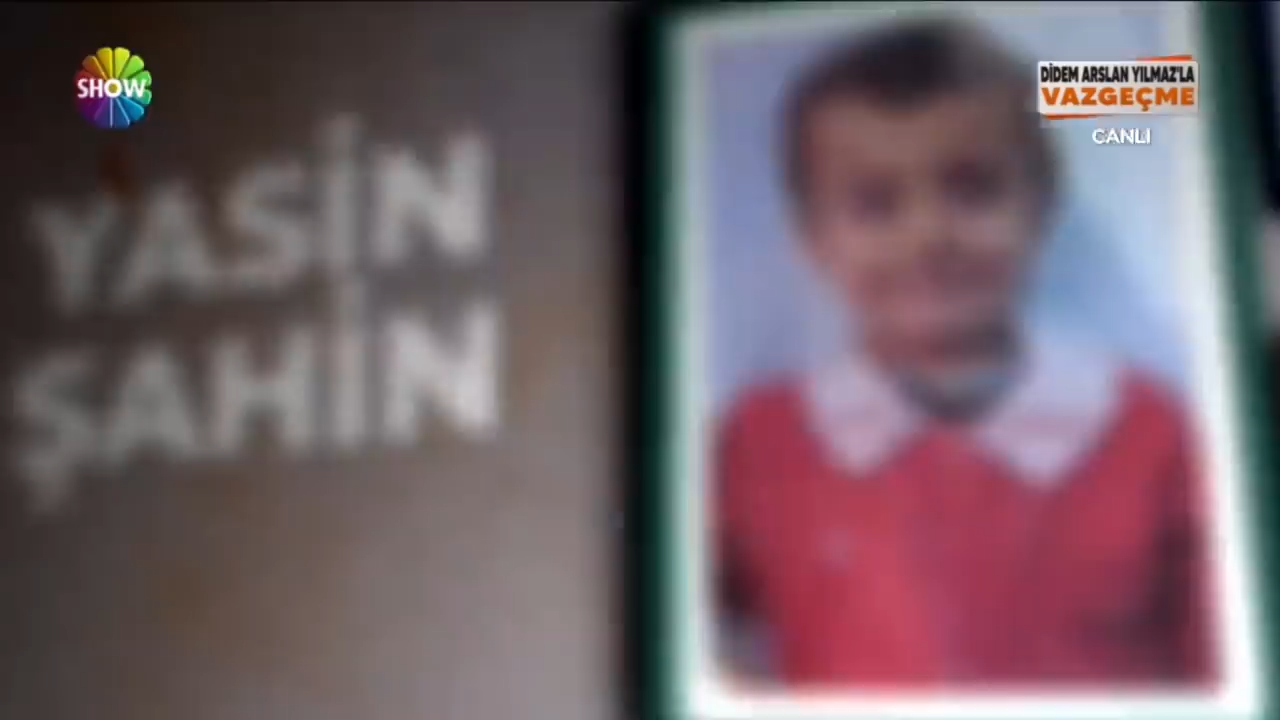 SHOW
DİDEM ARSLAN YILMAZ'LA
VAZGEÇME
CANLI
YASİN
ŞAHİN